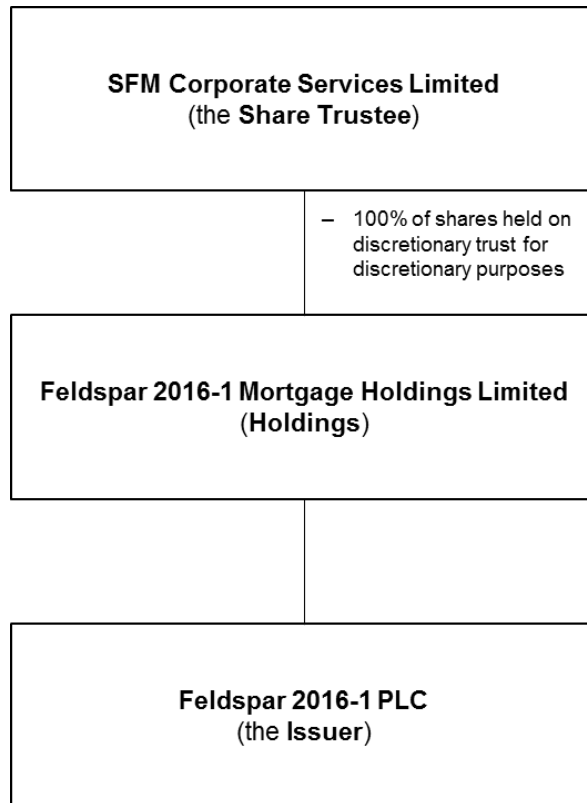 SFM Corporate Services Limited
(the Share Trustee)
– 100% of shares held on
discretionary trust for
discretionary purposes
Feldspar 2016-1 Mortgage Holdings Limited
(Holdings)
Feldspar 2016-1 PLC
(the Issuer)